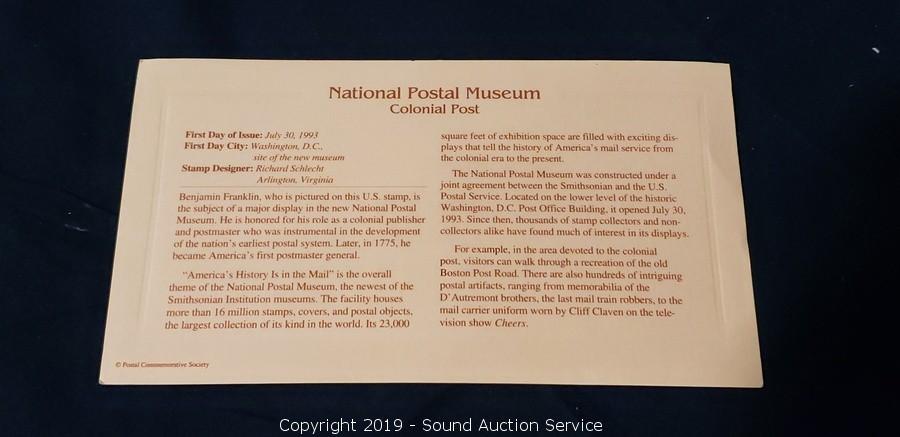 National Postal Museum
Colonial Post
First Day of Issue: July 30, 1993
First Day City: Washington, D.C.,
site of the new museum
Stamp Designer: Richard Schlecht
Arlington, Virginia
Benjamin Franklin, who is pictured on this U.S. stamp, is
the subject of a major display in the new National Postal
Museum. He is honored for his role as a colonial publisher
and postmaster who was instrumental in the development
of the nation's earliest postal system. Later, in 1775, he
became America's first postmaster general.
"America's History Is in the Mail" is the overall
theme of the National Postal Museum, the newest of the
Smithsonian Institution museums. The facility houses
more than 16 million stamps, covers, and postal objects,
the largest collection of its kind in the world. Its 23,000
square feet of exhibition space are filled with exciting dis-
plays that tell the history of America's mail service from
the colonial era to the present.
The National Postal Museum was constructed under a
joint agreement between the Smithsonian and the U.S.
Postal Service. Located on the lower level of the historic
Washington, D.C. Post Office Building, it opened July 30,
1993. Since then, thousands of stamp collectors and non-
collectors alike have found much of interest in its displays.
For example, in the area devoted to the colonial
post, visitors can walk through a recreation of the old
Boston Post Road. There are also hundreds of intriguing
postal artifacts, ranging from memorabilia of the
D'Autremont brothers, the last mail train robbers, to the
mail carrier uniform worn by Cliff Claven on the tele-
vision show Cheers.
© Postal Commemorative Society
Copyright 2019 - Sound Auction Service